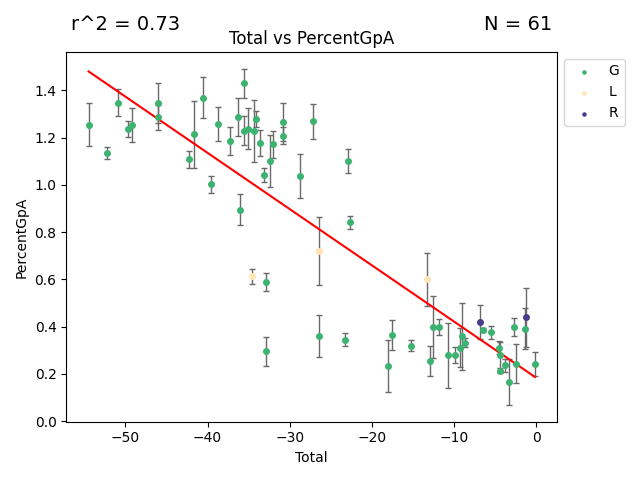 r^2 = 0.73
N = 61
Total vs PercentGpA
PercentGpA
1.4
1.2
1.0
0.8
0.6
0.4
0.2
0.0
−50
−40
−30
−20
−10
0
Total
G
L
R